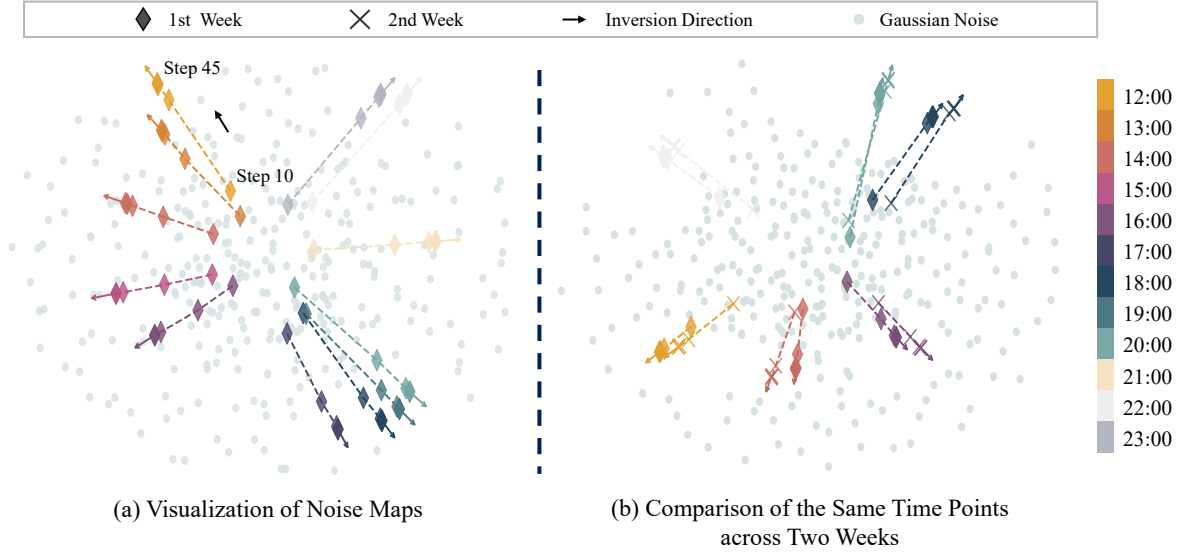 1st Week
2nd Week
Inversion Direction
Gaussian Noise
Step 45
Step 10
12:00
13:00
14:00
15:00
16:00
17:00
18:00
19:00
20:00
21:00
22:00
23:00
(a) Visualization of Noise Maps
(b) Comparison of the Same Time Points
across Two Weeks